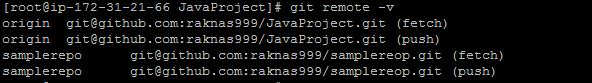 [root@ip-172-31-21-66 JavaProject]# git remote -v
origin  git@github.com:raknas999/JavaProject.git (fetch)
origin  git@github.com:raknas999/JavaProject.git (push)
samplerepo      git@github.com:raknas999/samplereop.git (fetch)
samplerepo      git@github.com:raknas999/samplereop.git (push)